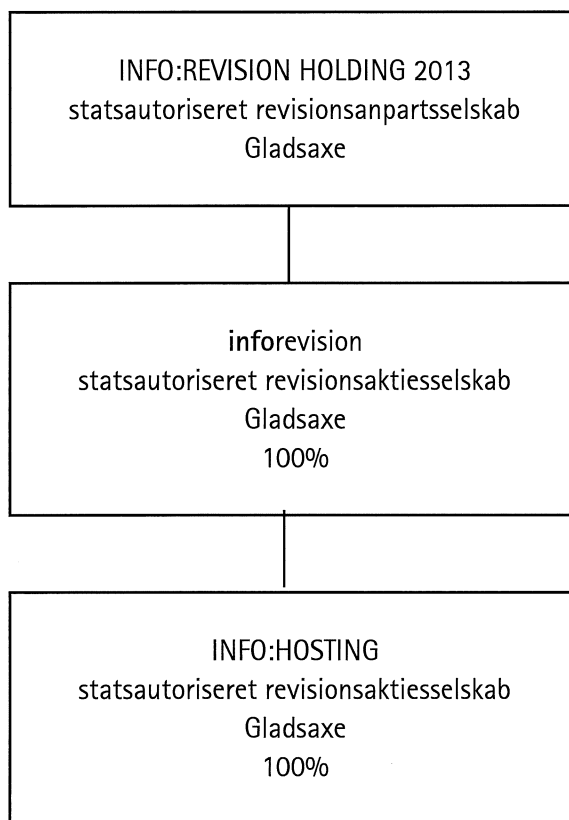 INFO:REVISION HOLDING 2013
statsautoriseret revisionsanpartsselskab
Gladsaxe
inforevision
statsautoriseret revisionsaktiesselskab
Gladsaxe
100%
INFO:HOSTING
statsautoriseret revisionsaktiesselskab
Gladsaxe
100%